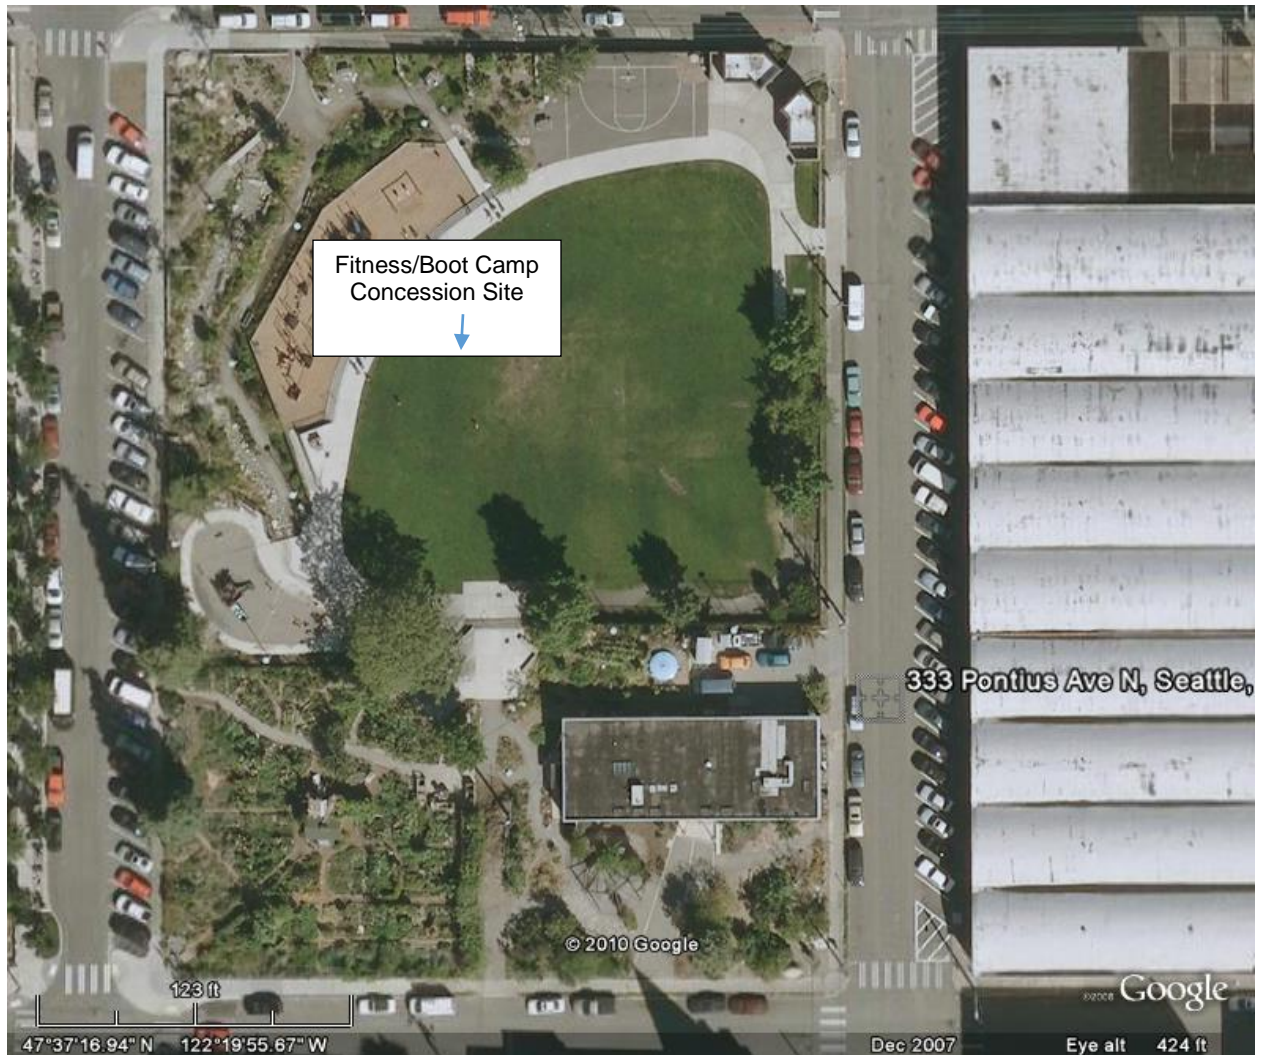 Fitness/Boot Camp
Concession Site
333 Pontius Ave N, Seattle,
© 2010 Google
123 ft
©2008 Google
47°37'16.94" N 122°19'55.67" W
Dec 2007
Eye alt 424 ft